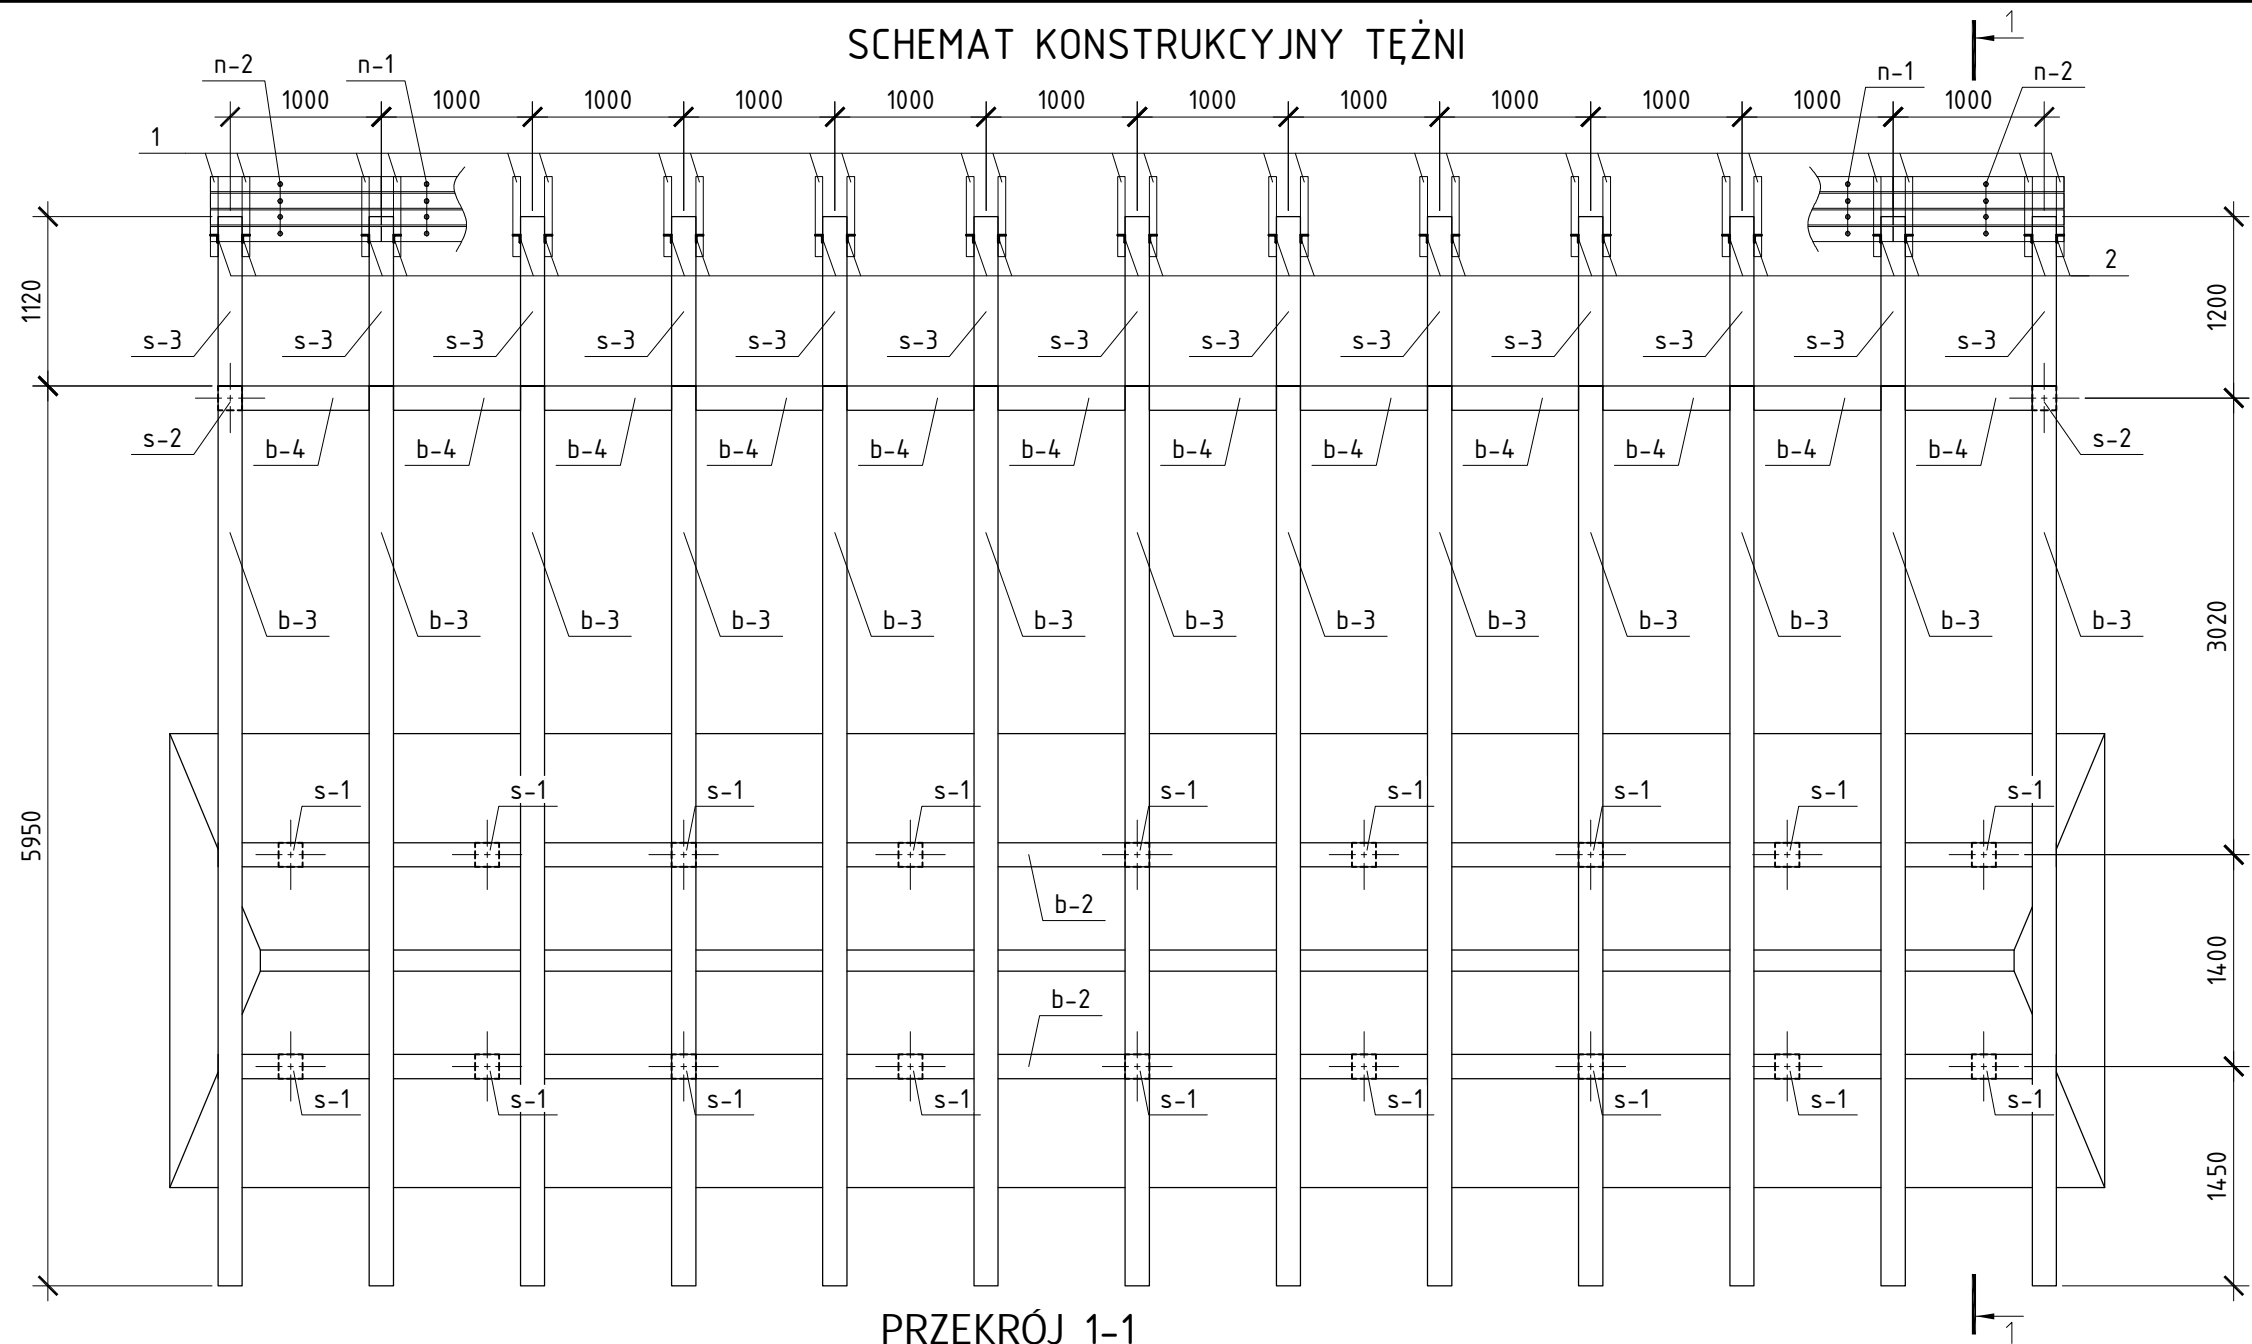 SCHEMAT KONSTRUKCYJNY TĘŻNI
1
n-2 n-1 n-1 n-2
1000 1000 1000 1000 1000 1000 1000 1000 1000 1000 1000 1000
1
2
1120 1200
s-3 s-3 s-3 s-3 s-3 s-3 s-3 s-3 s-3 s-3 s-3 s-3 s-3
s-2 b-4 b-4 b-4 b-4 b-4 b-4 b-4 b-4 b-4 b-4 b-4 b-4 s-2
b-3 b-3 b-3 b-3 b-3 b-3 b-3 b-3 b-3 b-3 b-3 b-3 b-3
3020
s-1 s-1 s-1 s-1 s-1 s-1 s-1 s-1 s-1
5950
b-2
1400
b-2
s-1 s-1 s-1 s-1 s-1 s-1 s-1 s-1 s-1
1450
PRZEKRÓJ 1-1
1